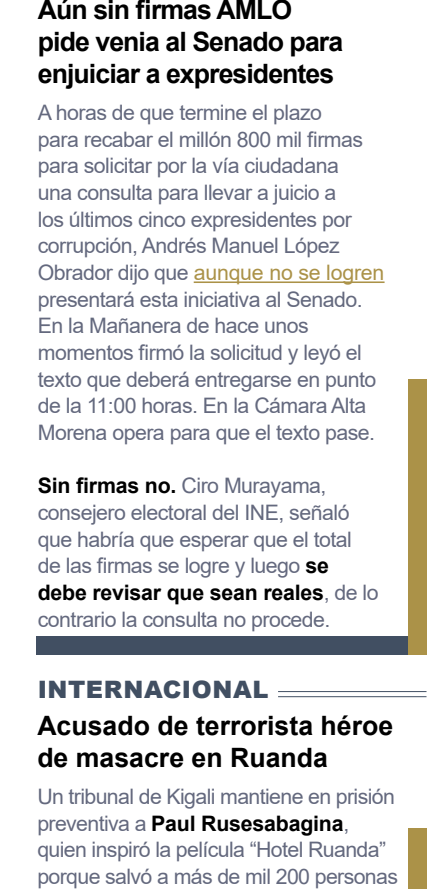 Aún sin firmas AMLO
pide venia al Senado para
enjuiciar a expresidentes
A horas de que termine el plazo
para recabar el millón 800 mil firmas
para solicitar por la vía ciudadana
una consulta para llevar a juicio a
los últimos cinco expresidentes por
corrupción, Andrés Manuel López
Obrador dijo que aunque no se logren
presentará esta iniciativa al Senado.
En la Mañanera de hace unos
momentos firmó la solicitud y leyó el
texto que deberá entregarse en punto
de la 11:00 horas. En la Cámara Alta
Morena opera para que el texto pase.
Sin firmas no. Ciro Murayama,
consejero electoral del INE, señaló
que habría que esperar que el total
de las firmas se logre y luego se
debe revisar que sean reales, de lo
contrario la consulta no procede.
INTERNACIONAL
Acusado de terrorista héroe
de masacre en Ruanda
Un tribunal de Kigali mantiene en prisión
preventiva a Paul Rusesabagina,
quien inspiró la película “Hotel Ruanda”
porque salvó a más de mil 200 personas